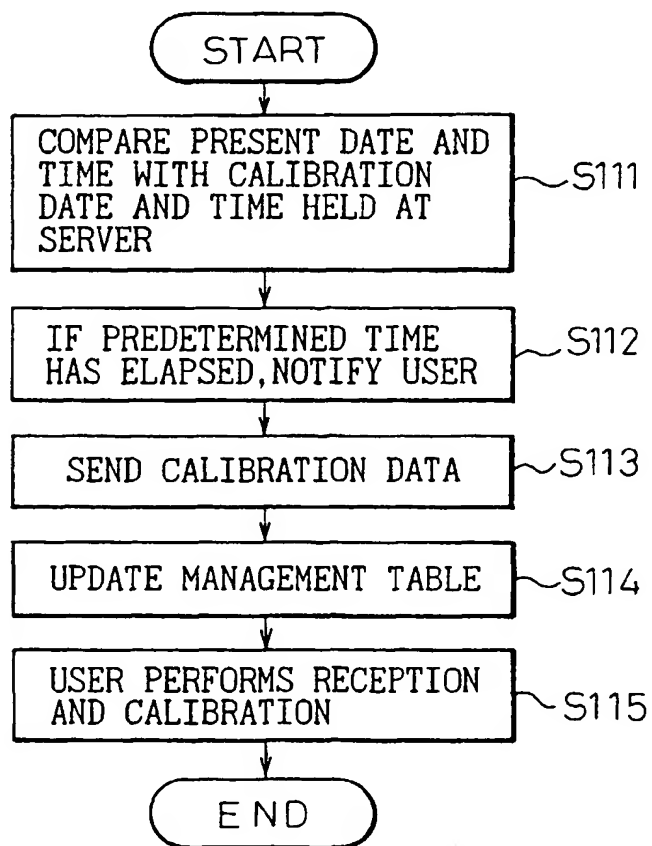 START
COMPARE PRESENT DATE AND
TIME WITH CALIBRATION
DATE AND TIME HELD AT
SERVER
S111
IF PREDETERMINED TIME
HAS ELAPSED,NOTIFY USER
S112
SEND CALIBRATION DATA
S113
UPDATE MANAGEMENT TABLE
S114
USER PERFORMS RECEPTION
AND CALIBRATION
S115
END